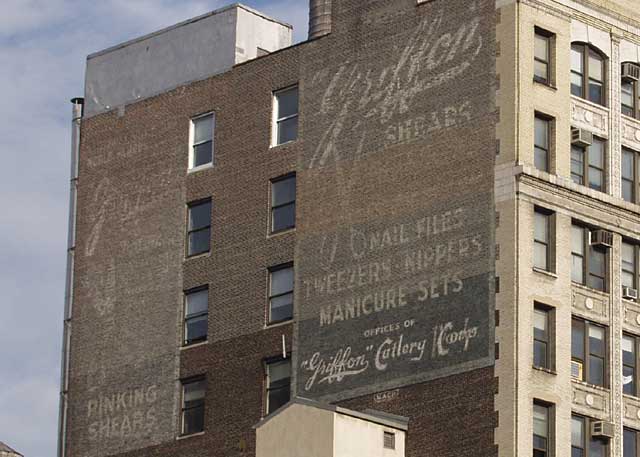 "Griffon"
SHEARS
NAIL FILES
TWEEZERS - NIPPERS
MANICURE SETS
OFFICES OF
"Griffon" Cutlery Works
PINKING
SHEARS